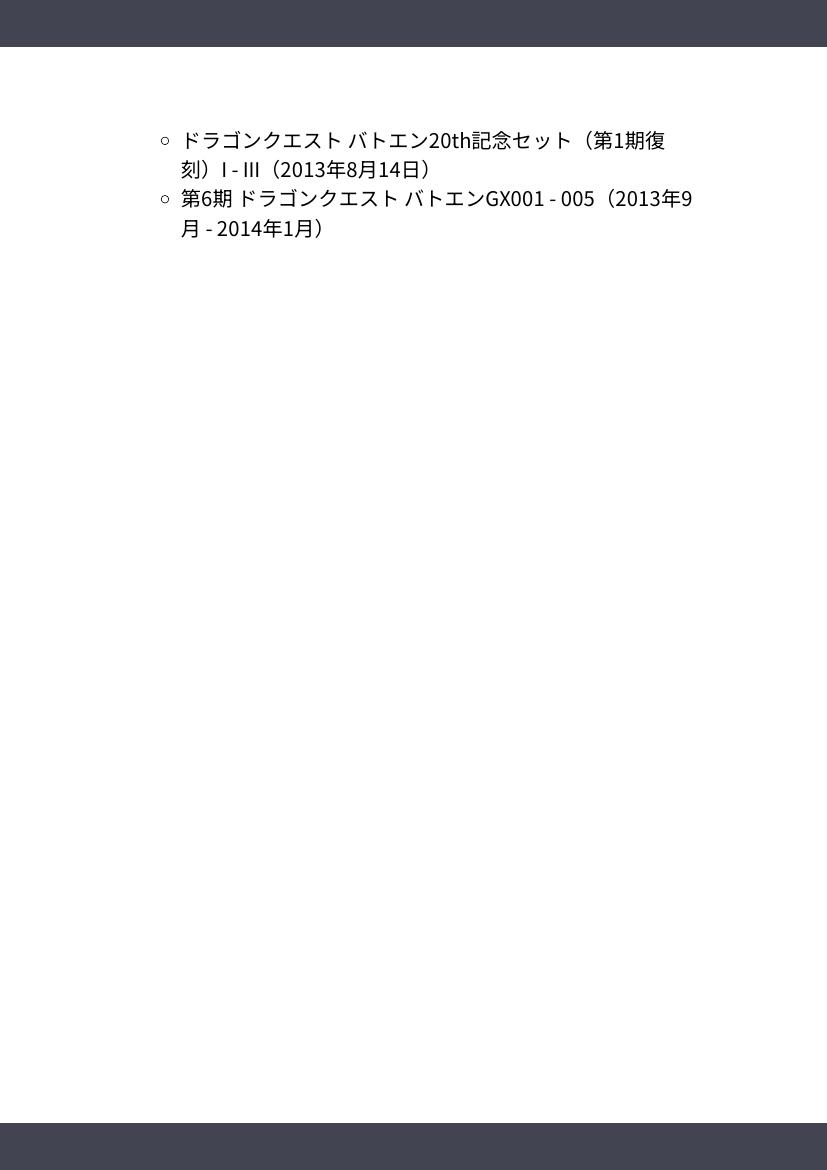 ドラゴンクエスト バトエン20th記念セット（第1期復
刻）I - III（2013年8月14日）
第6期 ドラゴンクエスト バトエンGX001 - 005（2013年9
月 - 2014年1月）